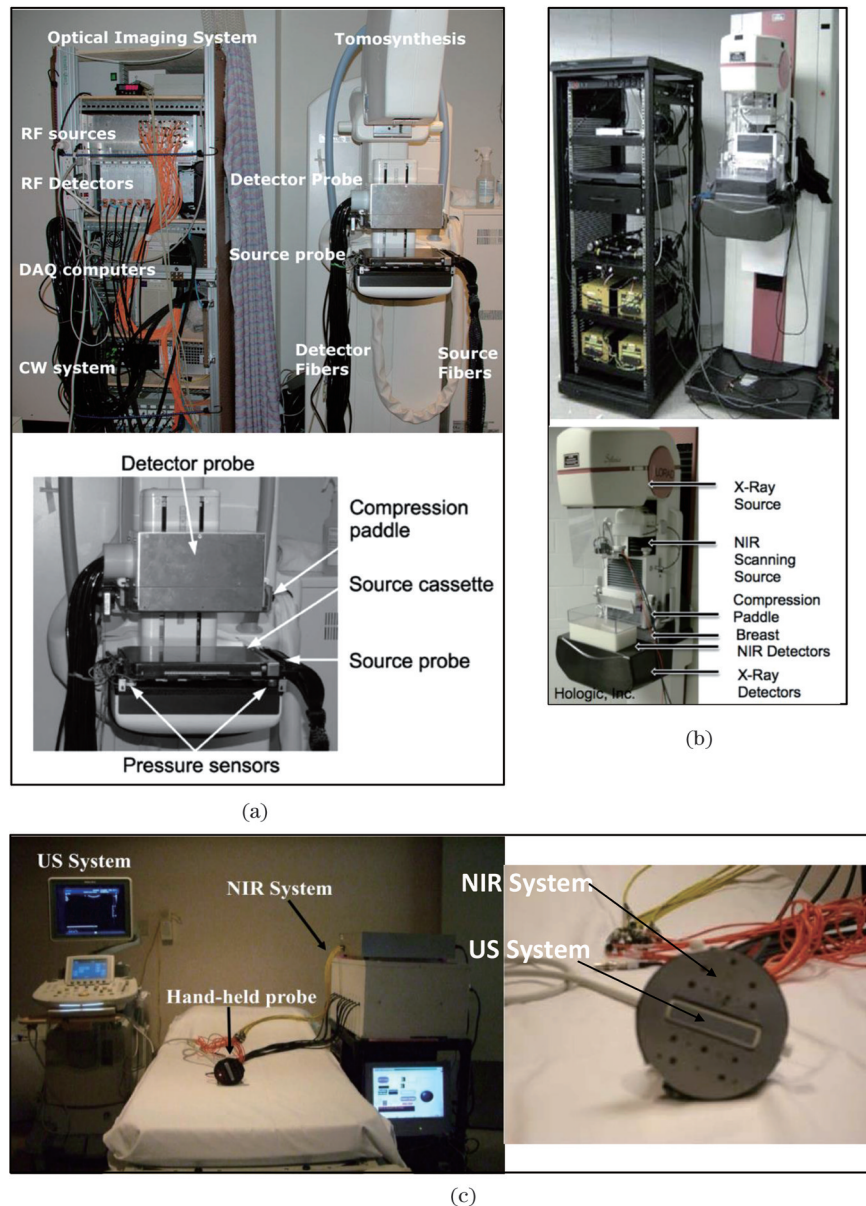 Optical Imaging System
Tomosynthesis
RF sources
RF Detectors
DAQ computers
CW system
Detector Probe
Source probe
Detector
Fibers
Source
Fibers
Detector probe
Compression
paddle
Source cassette
Source probe
Pressure sensors
(a)
X-Ray
Source
NIR
Scanning
Source
Compression
Paddle
Breast
NIR Detectors
X-Ray
Detectors
Hologic, Inc.
(b)
US System
NIR System
Hand-held probe
NIR System
US System
(c)